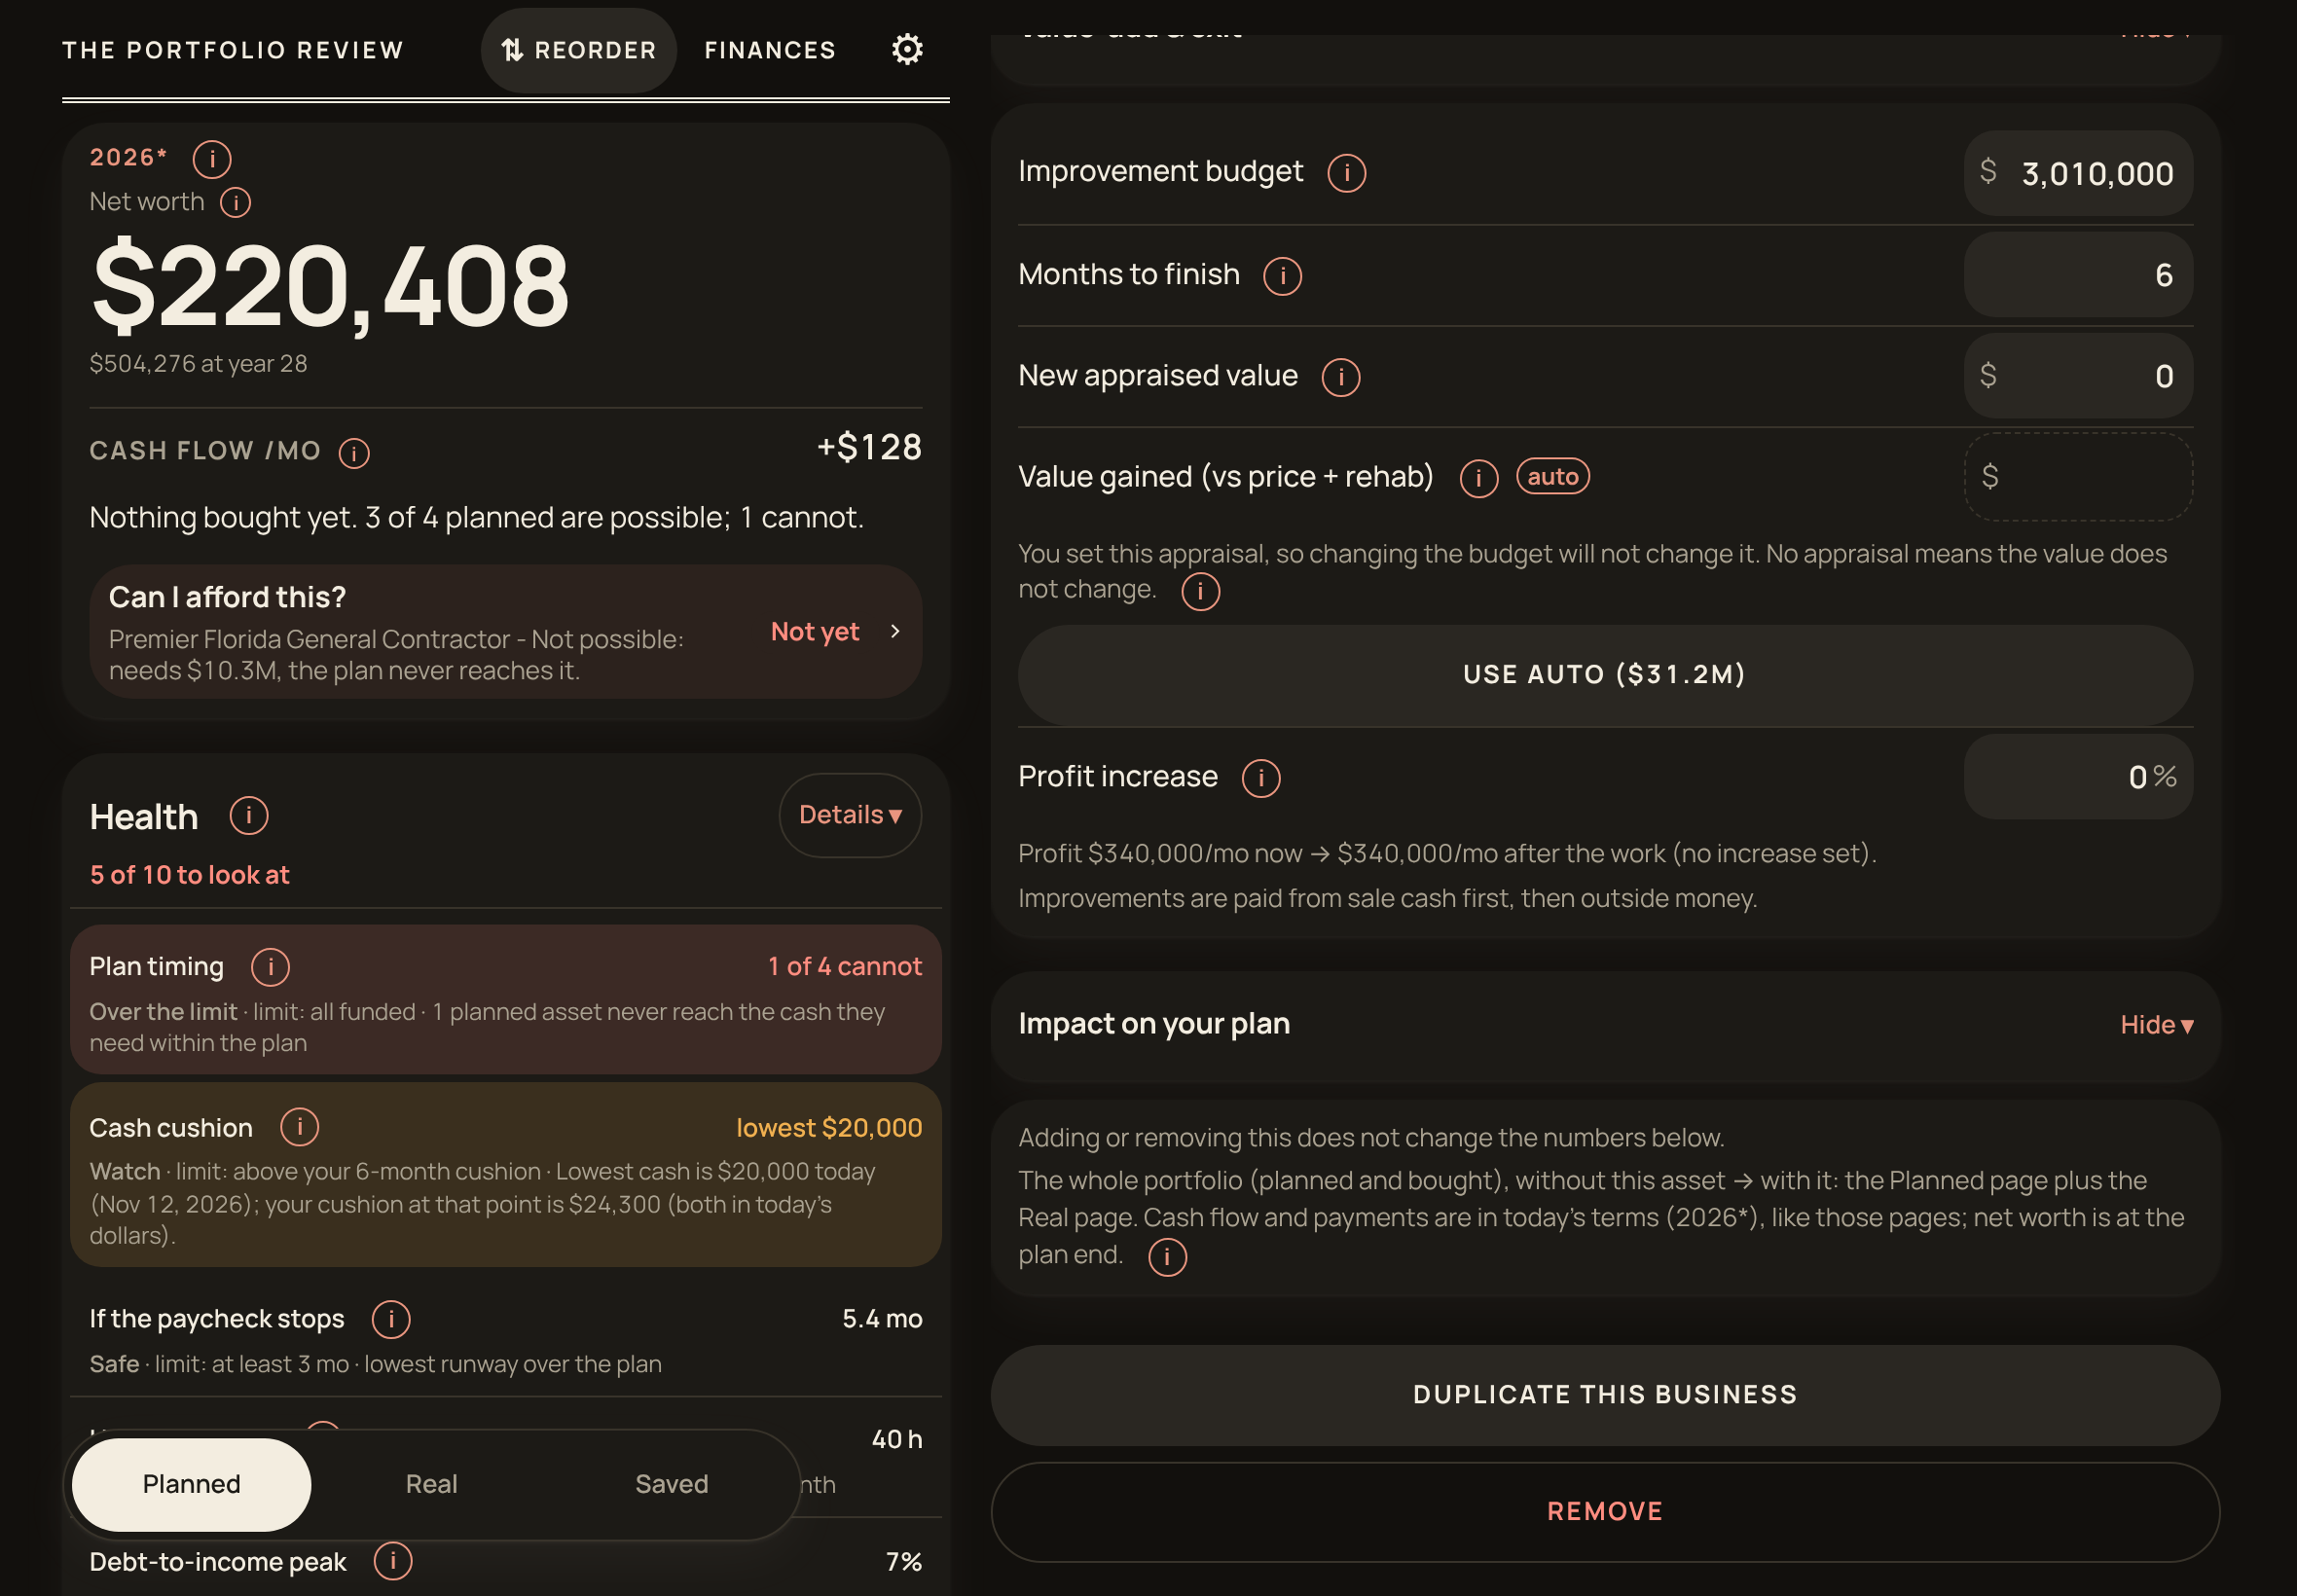 THE PORTFOLIO REVIEW
⇅ REORDER
FINANCES
2026* i
Net worth i
$220,408
$504,276 at year 28
CASH FLOW /MO i
+$128
Nothing bought yet. 3 of 4 planned are possible; 1 cannot.
Can I afford this?
Premier Florida General Contractor - Not possible:
needs $10.3M, the plan never reaches it.
Not yet
Health i
Details ▾
5 of 10 to look at
Plan timing i
1 of 4 cannot
Over the limit · limit: all funded · 1 planned asset never reach the cash they
need within the plan
Cash cushion i
lowest $20,000
Watch · limit: above your 6-month cushion · Lowest cash is $20,000 today
(Nov 12, 2026); your cushion at that point is $24,300 (both in today's
dollars).
If the paycheck stops i
5.4 mo
Safe · limit: at least 3 mo · lowest runway over the plan
40 h
Planned
Real
Saved
Debt-to-income peak i
7%
Improvement budget i
$ 3,010,000
Months to finish i
6
New appraised value i
$ 0
Value gained (vs price + rehab) i auto
$
You set this appraisal, so changing the budget will not change it. No appraisal means the value does
not change. i
USE AUTO ($31.2M)
Profit increase i
0 %
Profit $340,000/mo now → $340,000/mo after the work (no increase set).
Improvements are paid from sale cash first, then outside money.
Impact on your plan
Hide ▾
Adding or removing this does not change the numbers below.
The whole portfolio (planned and bought), without this asset → with it: the Planned page plus the
Real page. Cash flow and payments are in today's terms (2026*), like those pages; net worth is at the
plan end. i
DUPLICATE THIS BUSINESS
REMOVE